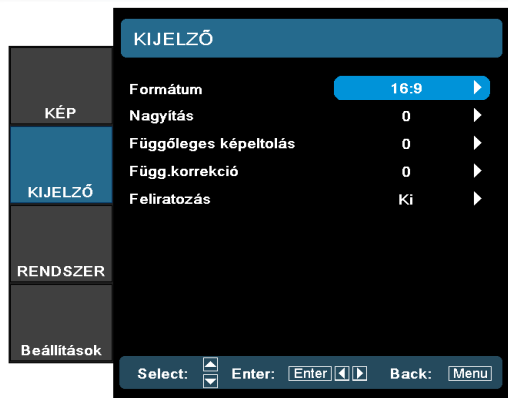 KIJELZŐ
KÉP
KIJELZŐ
RENDSZER
Beállítások
Formátum 16:9
Nagyítás 0
Függőleges képeltolás 0
Függ.korrekció 0
Feliratozás Ki
Select: Enter: Enter Back: Menu